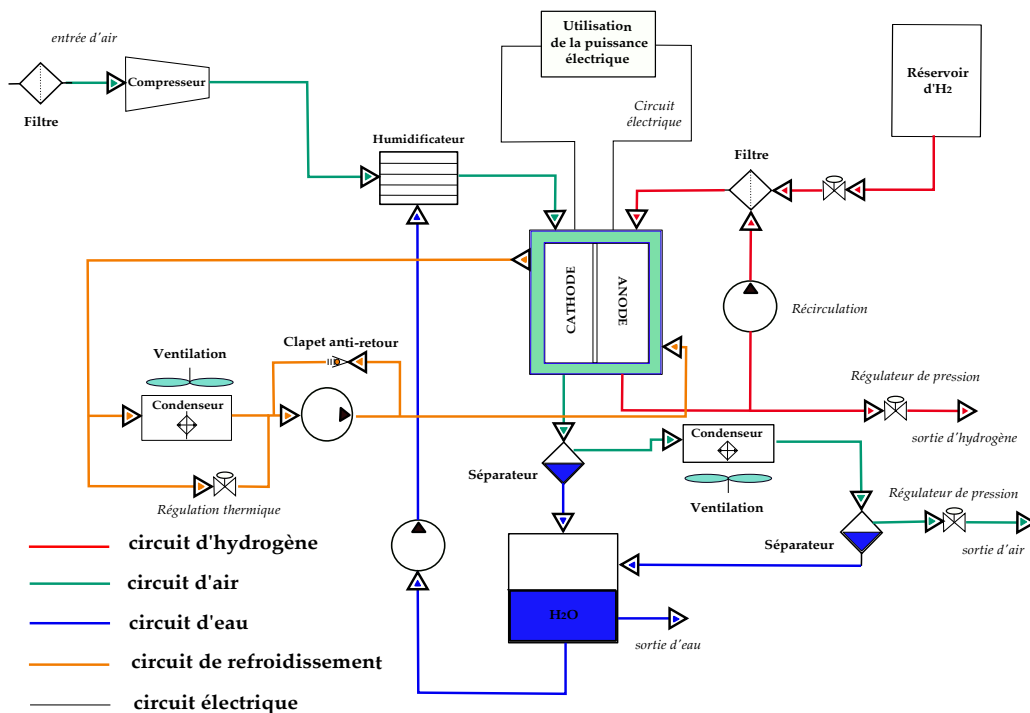 entrée d'air
Compresseur
Filtre
Utilisation
de la puissance
électrique
Circuit
électrique
Réservoir
d'H2
Humidificateur
Filtre
CATHODE
ANODE
Récirculation
Clapet anti-retour
Ventilation
Condenseur
Régulation thermique
Régulateur de pression
sortie d'hydrogène
Condenseur
Ventilation
Séparateur
Régulateur de pression
Séparateur
sortie d'air
H2O
sortie d'eau
circuit d'hydrogène
circuit d'air
circuit d'eau
circuit de refroidissement
circuit électrique